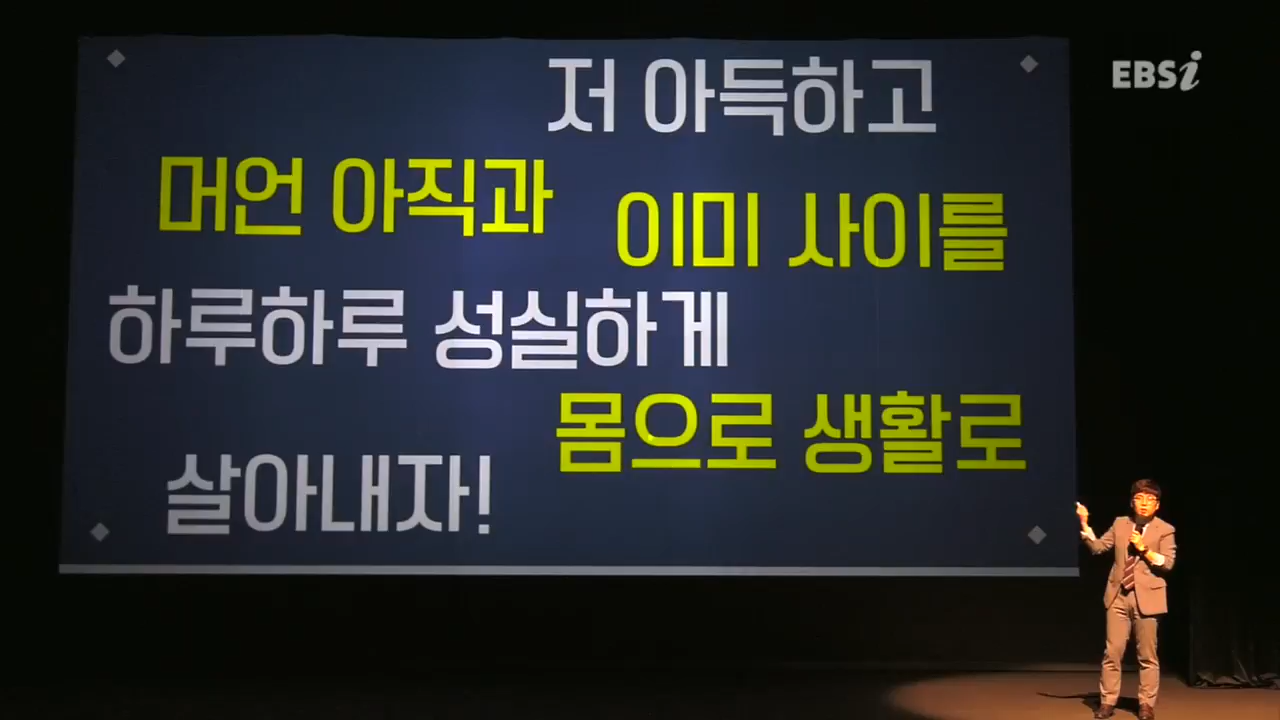 저 아득하고
머언 아직과 이미 사이를
하루하루 성실하게
몸으로 생활로
살아내자!
EBSi